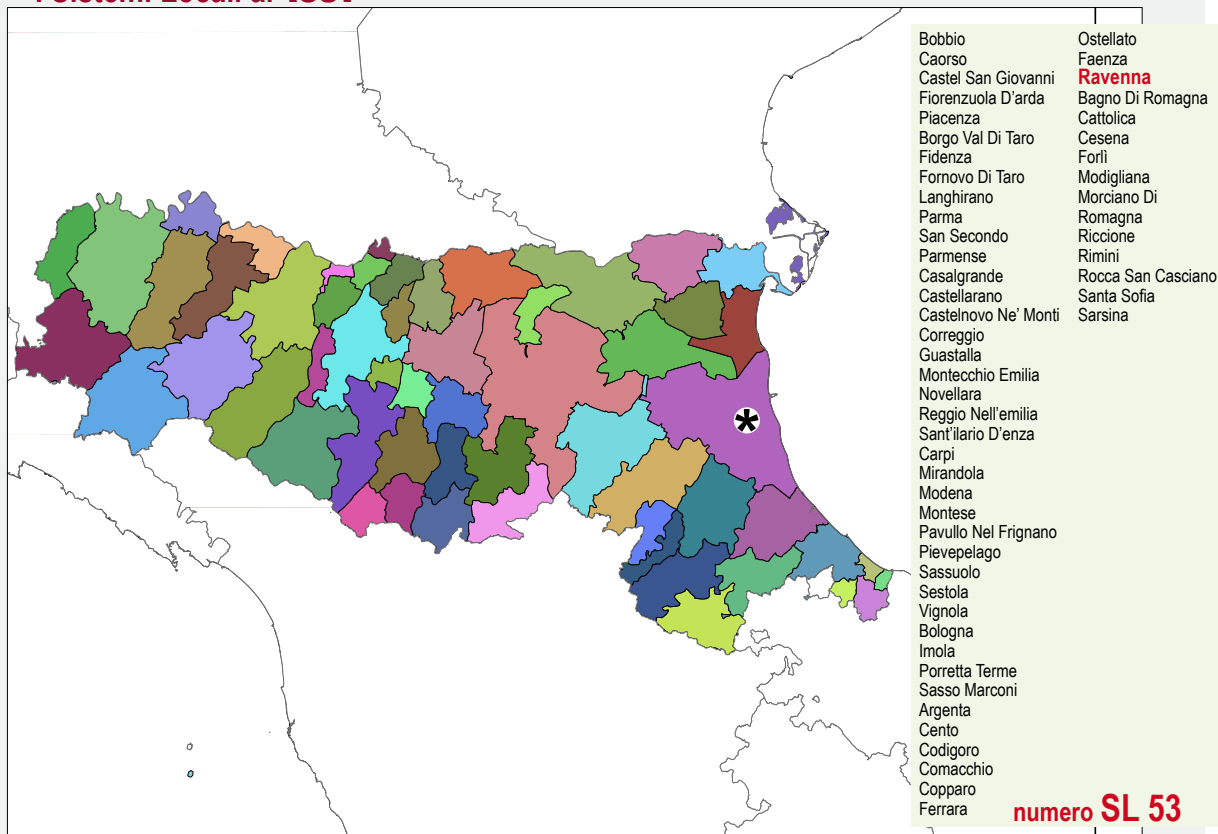 I Sistemi Locali al
Bobbio
Caorso
Castel San Giovanni
Fiorenzuola D'arda
Piacenza
Borgo Val Di Taro
Fidenza
Fornovo Di Taro
Langhirano
Parma
San Secondo
Parmense
Casalgrande
Castellarano
Castelnovo Ne' Monti
Correggio
Guastalla
Montecchio Emilia
Novellara
Reggio Nell'emilia
Sant'ilario D'enza
Carpi
Mirandola
Modena
Montese
Pavullo Nel Frignano
Pievepelago
Sassuolo
Sestola
Vignola
Bologna
Imola
Porretta Terme
Sasso Marconi
Argenta
Cento
Codigoro
Comacchio
Copparo
Ferrara
Ostellato
Faenza
Ravenna
Bagno Di Romagna
Cattolica
Cesena
Forlì
Modigliana
Morciano Di
Romagna
Riccione
Rimini
Rocca San Casciano
Santa Sofia
Sarsina
numero SL 53